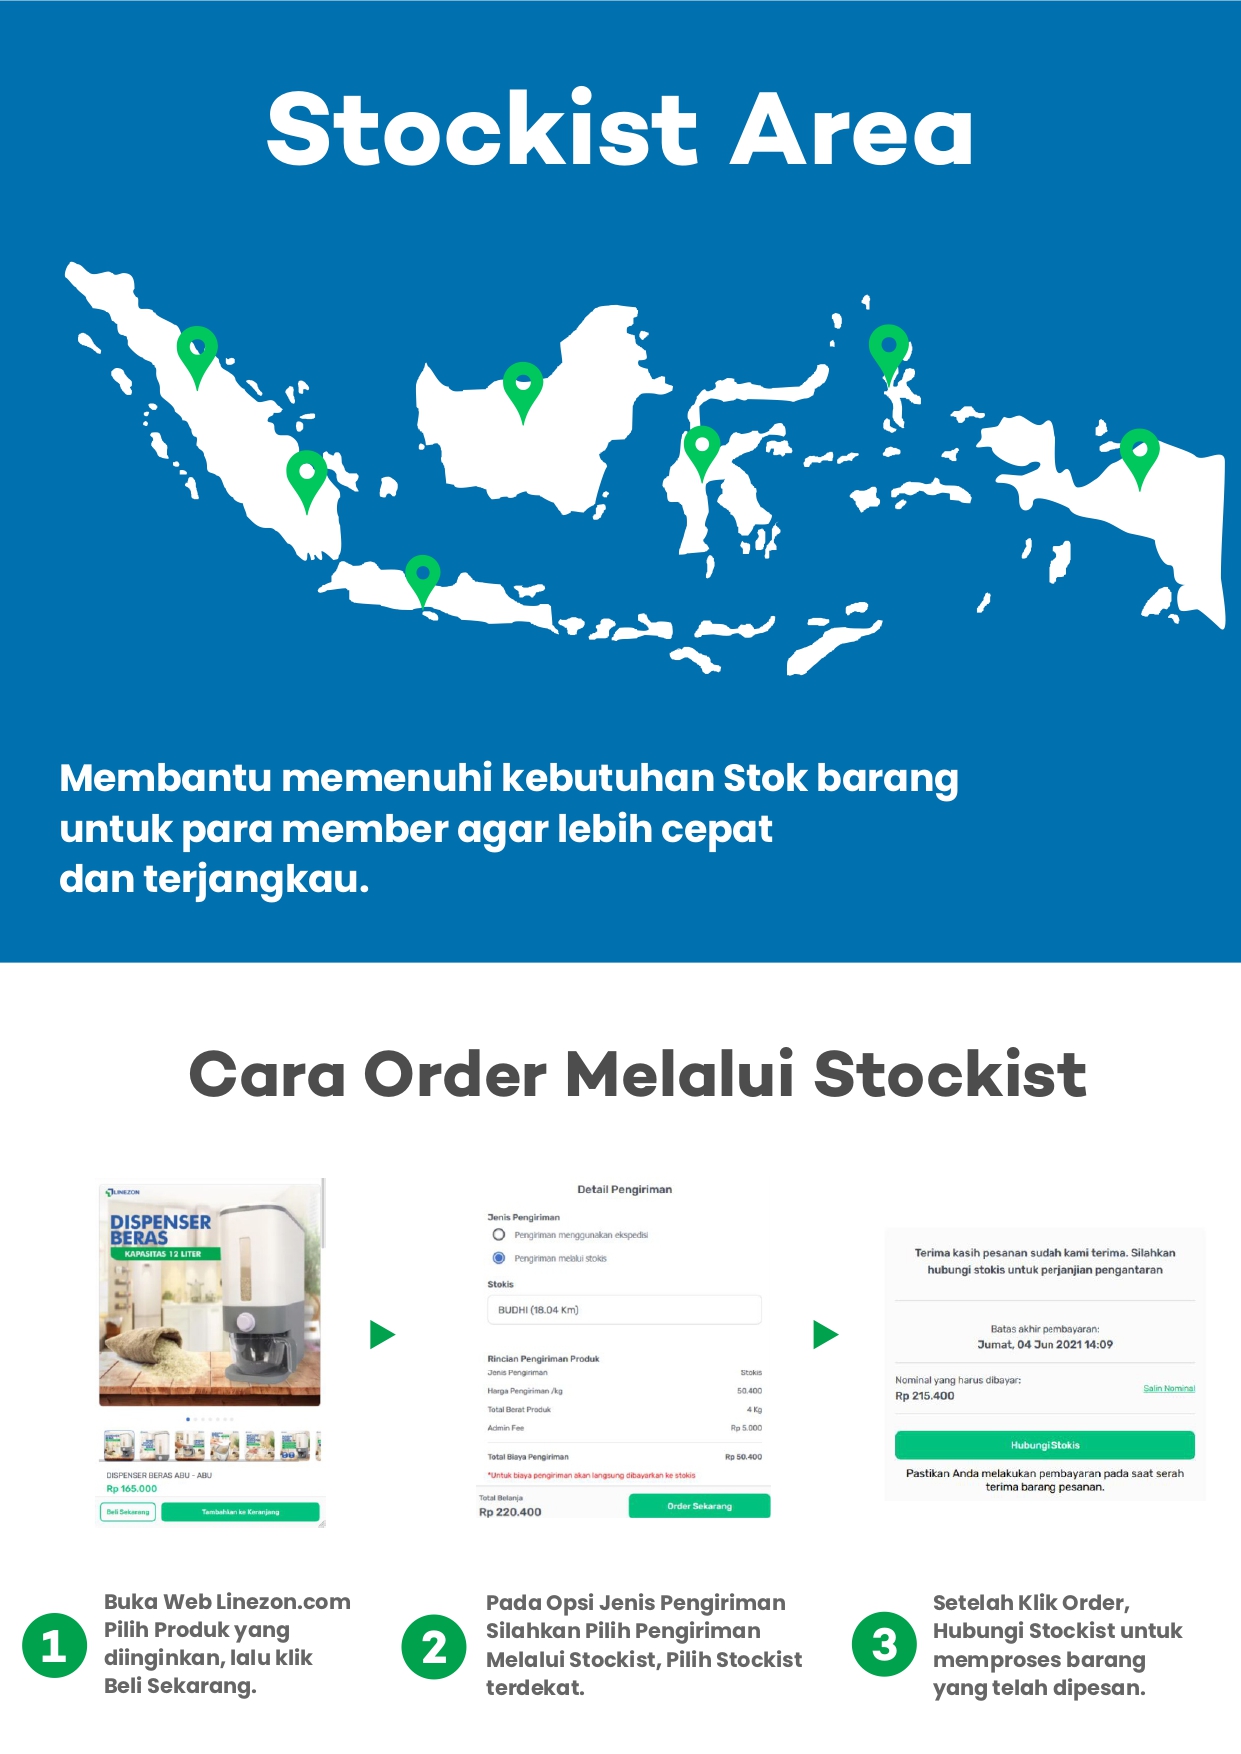 Stockist Area
Membantu memenuhi kebutuhan Stok barang
untuk para member agar lebih cepat
dan terjangkau.
Cara Order Melalui Stockist
LINEZON
DISPENSER
BERAS
KAPASITAS 12 LITER
DISPENSER BERAS ABU - ABU
Rp 165.000
Beli Sekarang
Tambahkan ke Keranjang
Detail Pengiriman
Jenis Pengiriman
Pengiriman menggunakan ekspedisi
Pengiriman melalui stokis
Stokis
BUDHI (18.04 Km)
Rincian Pengiriman Produk
Jenis Pengiriman Stokis
Harga Pengiriman /kg 50.400
Total Berat Produk 4 Kg
Admin Fee Rp 5.000
Total Biaya Pengiriman Rp 50.400
*Untuk biaya pengiriman akan langsung dibayarkan ke stokis
Total Belanja
Rp 220.400
Order Sekarang
Terima kasih pesanan sudah kami terima. Silahkan
hubungi stokis untuk perjanjian pengantaran
Batas akhir pembayaran:
Jumat, 04 Jun 2021 14:09
Nominal yang harus dibayar:
Rp 215.400
Salin Nominal
Hubungi Stokis
Pastikan Anda melakukan pembayaran pada saat serah
terima barang pesanan.
1
Buka Web Linezon.com
Pilih Produk yang
diinginkan, lalu klik
Beli Sekarang.
2
Pada Opsi Jenis Pengiriman
Silahkan Pilih Pengiriman
Melalui Stockist, Pilih Stockist
terdekat.
3
Setelah Klik Order,
Hubungi Stockist untuk
memproses barang
yang telah dipesan.